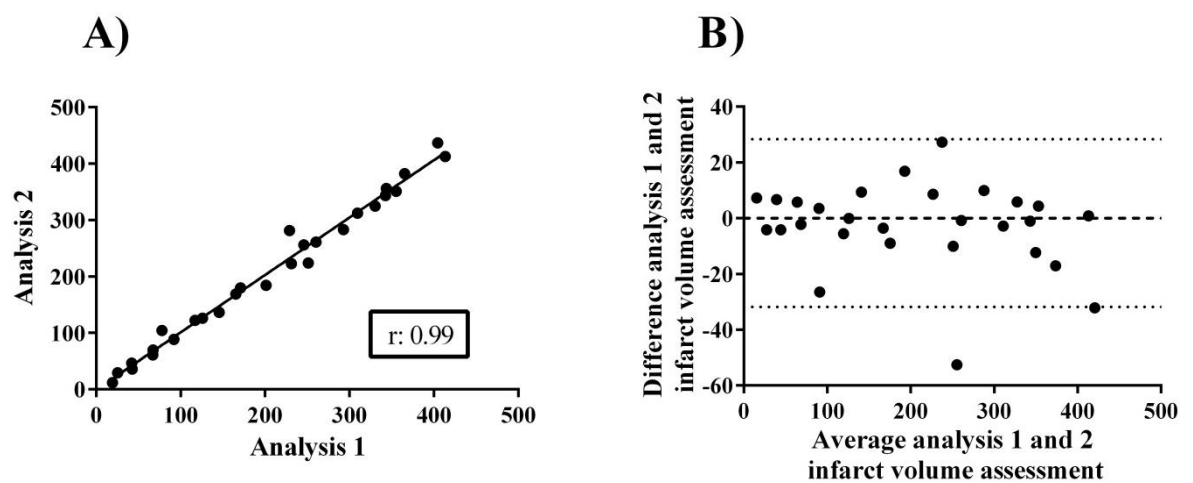 A)
B)
500
400
300
200
100
0
Analysis 2
r: 0.99
0 100 200 300 400 500
Analysis 1
Difference analysis 1 and 2
infarct volume assessment
40
20
0
-20
-40
-60
0 100 200 300 400 500
Average analysis 1 and 2
infarct volume assessment